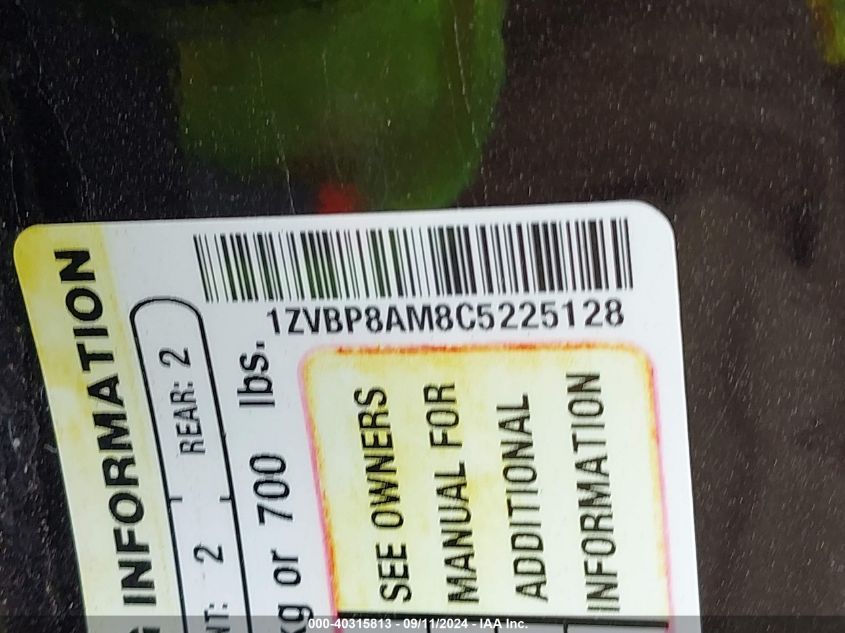 1ZVBP8AM8C5225128
G INFORMATION
NT: 2 REAR: 2
kg or 700 lbs.
SEE OWNERS
MANUAL FOR
ADDITIONAL
INFORMATION
000-40315813 - 09/11/2024 - IAA Inc.